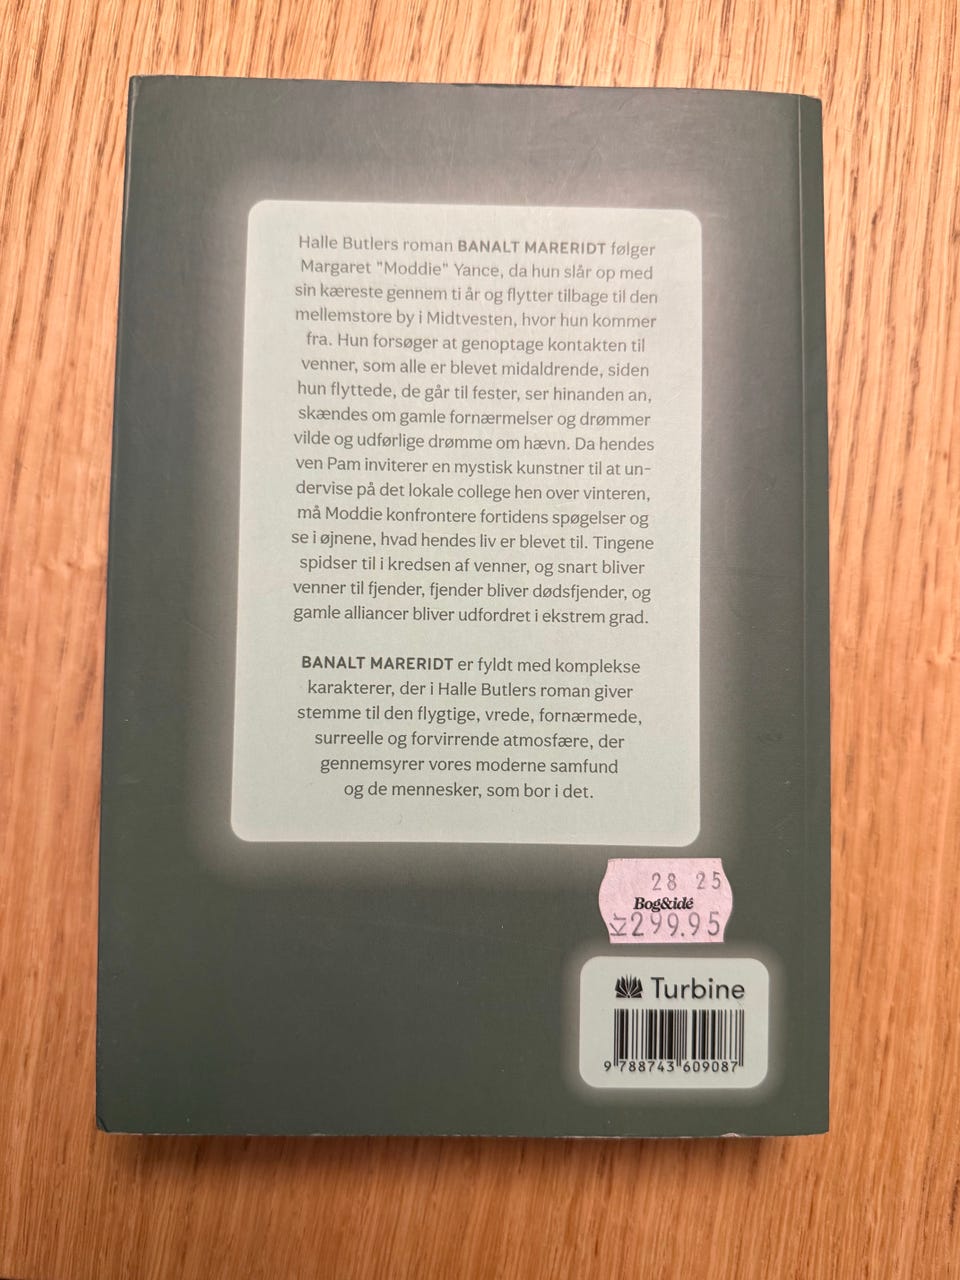 Halle Butlers roman BANALT MARERIDT følger
Margaret "Moddie" Yance, da hun slår op med
sin kæreste gennem ti år og flytter tilbage til den
mellemstore by i Midtvesten, hvor hun kommer
fra. Hun forsøger at genoptage kontakten til
venner, som alle er blevet midaldrende, siden
hun flyttede, de går til fester, ser hinanden an,
skændes om gamle fornærmelser og drømmer
vilde og udførlige drømme om hævn. Da hendes
ven Pam inviterer en mystisk kunstner til at un-
dervise på det lokale college hen over vinteren,
må Moddie konfrontere fortidens spøgelser og
se i øjnene, hvad hendes liv er blevet til. Tingene
spidser til i kredsen af venner, og snart bliver
venner til fjender, fjender bliver dødsfjender, og
gamle alliancer bliver udfordret i ekstrem grad.
BANALT MARERIDT er fyldt med komplekse
karakterer, der i Halle Butlers roman giver
stemme til den flygtige, vrede, fornærmede,
surreelle og forvirrende atmosfære, der
gennemsyrer vores moderne samfund
og de mennesker, som bor i det.
28 25
Bog&idé
Kr 299.95
Turbine
9 788743 609087